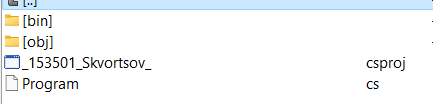 [..]
[bin]
[obj]
_153501_Skvortsov_ csproj
Program cs